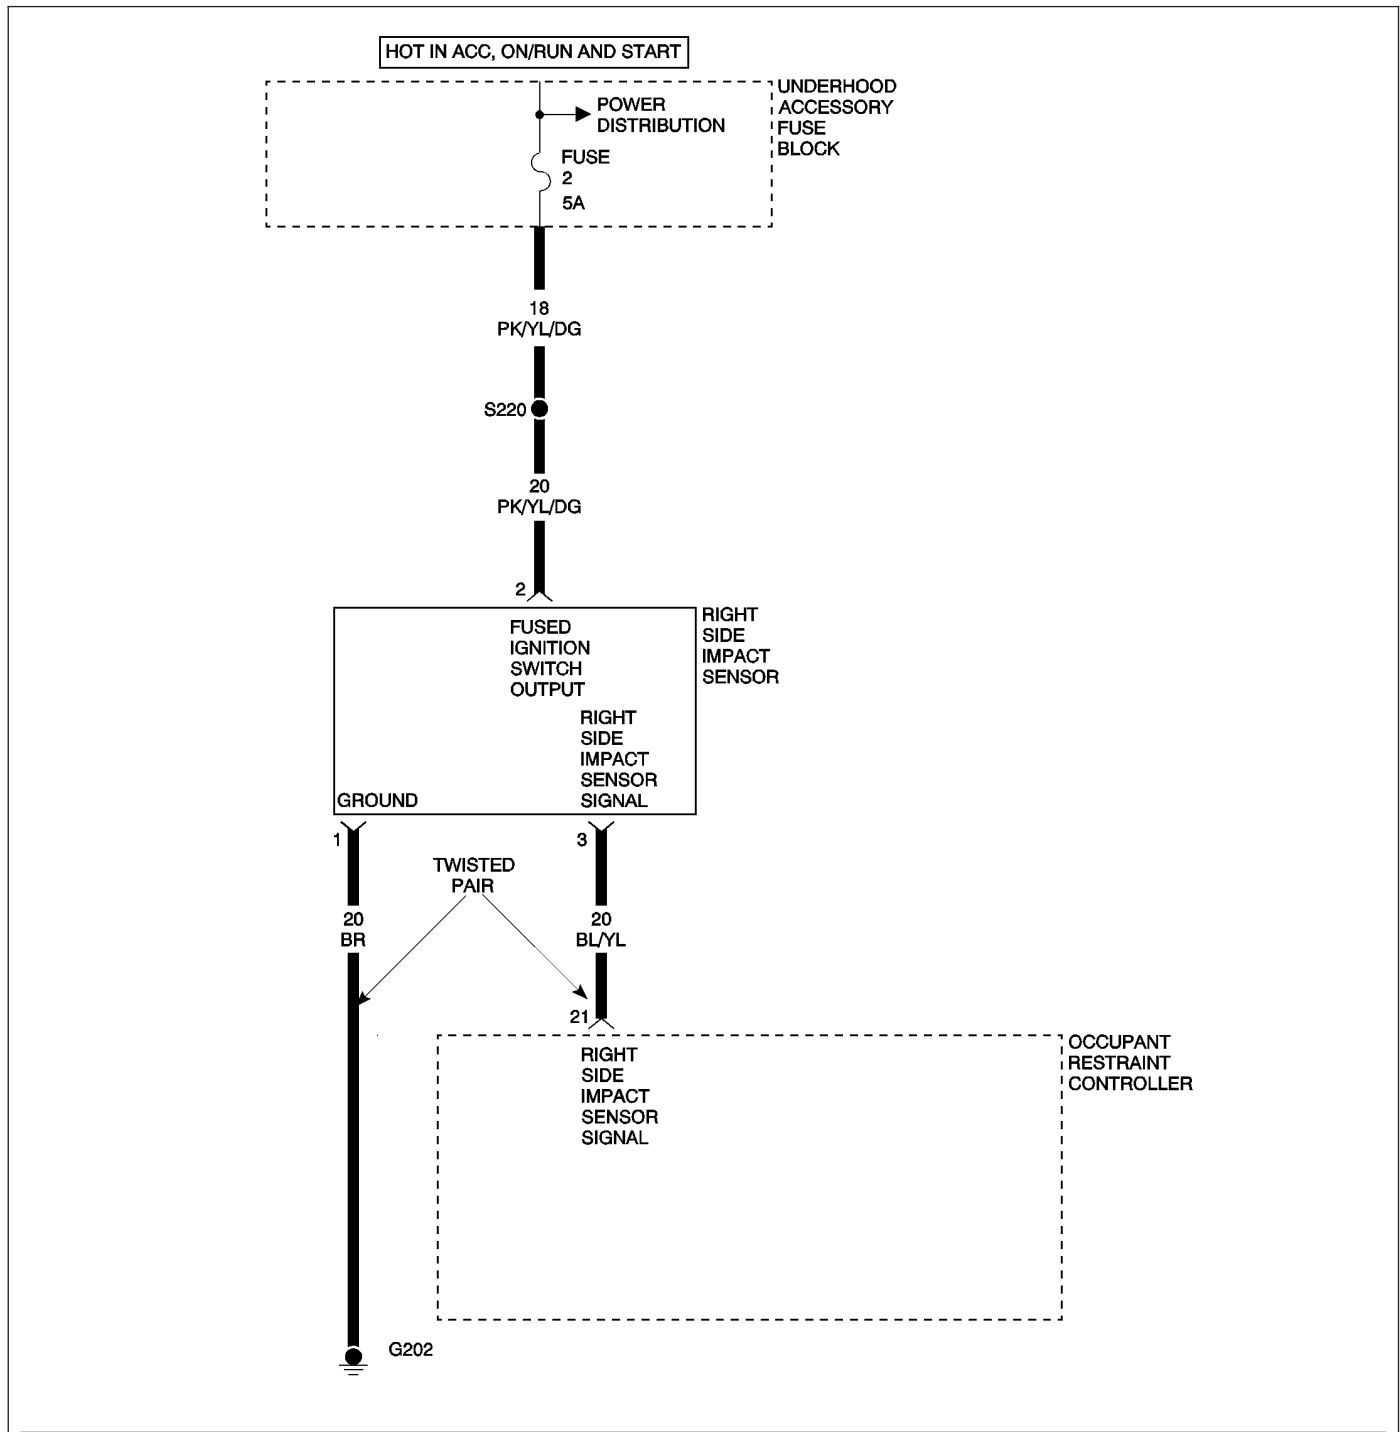 HOT IN ACC, ON/RUN AND START
UNDERHOOD
ACCESSORY
FUSE
BLOCK
POWER
DISTRIBUTION
FUSE
2
5A
18
PK/YL/DG
S220
20
PK/YL/DG
2
RIGHT
SIDE
IMPACT
SENSOR
FUSED
IGNITION
SWITCH
OUTPUT
RIGHT
SIDE
IMPACT
SENSOR
SIGNAL
GROUND
1
3
TWISTED
PAIR
20
BR
20
BL/YL
21
OCCUPANT
RESTRAINT
CONTROLLER
RIGHT
SIDE
IMPACT
SENSOR
SIGNAL
G202